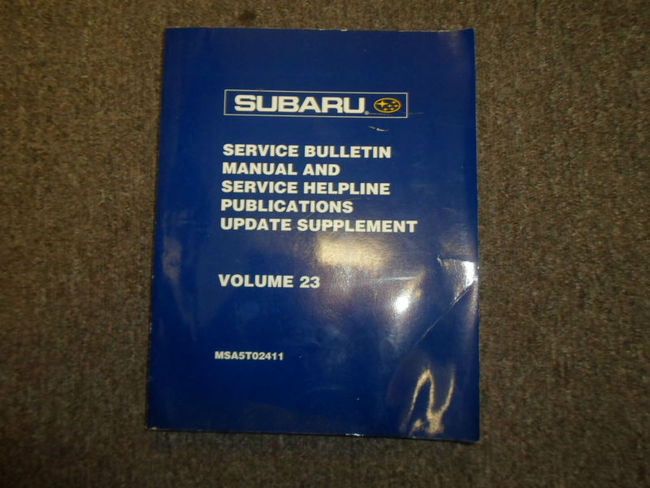 SUBARU®
SERVICE BULLETIN
MANUAL AND
SERVICE HELPLINE
PUBLICATIONS
UPDATE SUPPLEMENT
VOLUME 23
MSA5T02411